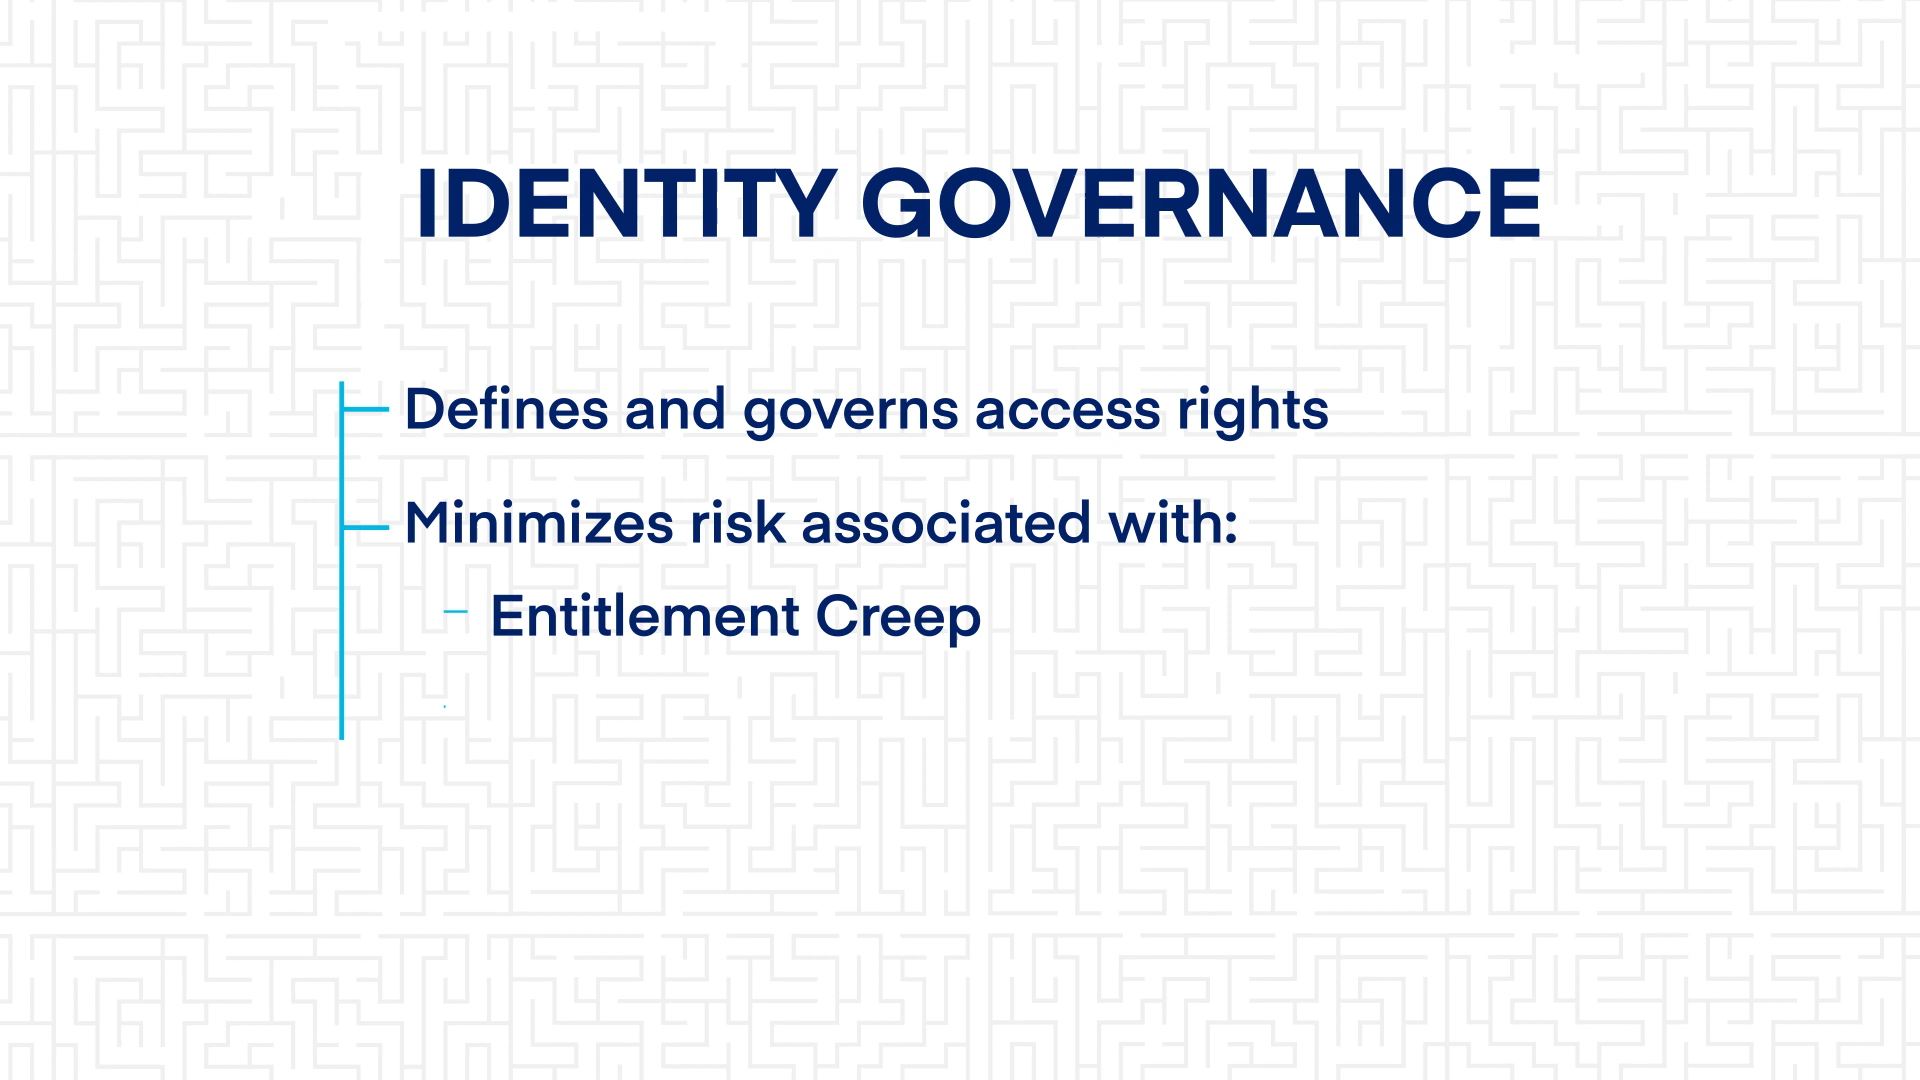 IDENTITY GOVERNANCE
Defines and governs access rights
Minimizes risk associated with:
Entitlement Creep